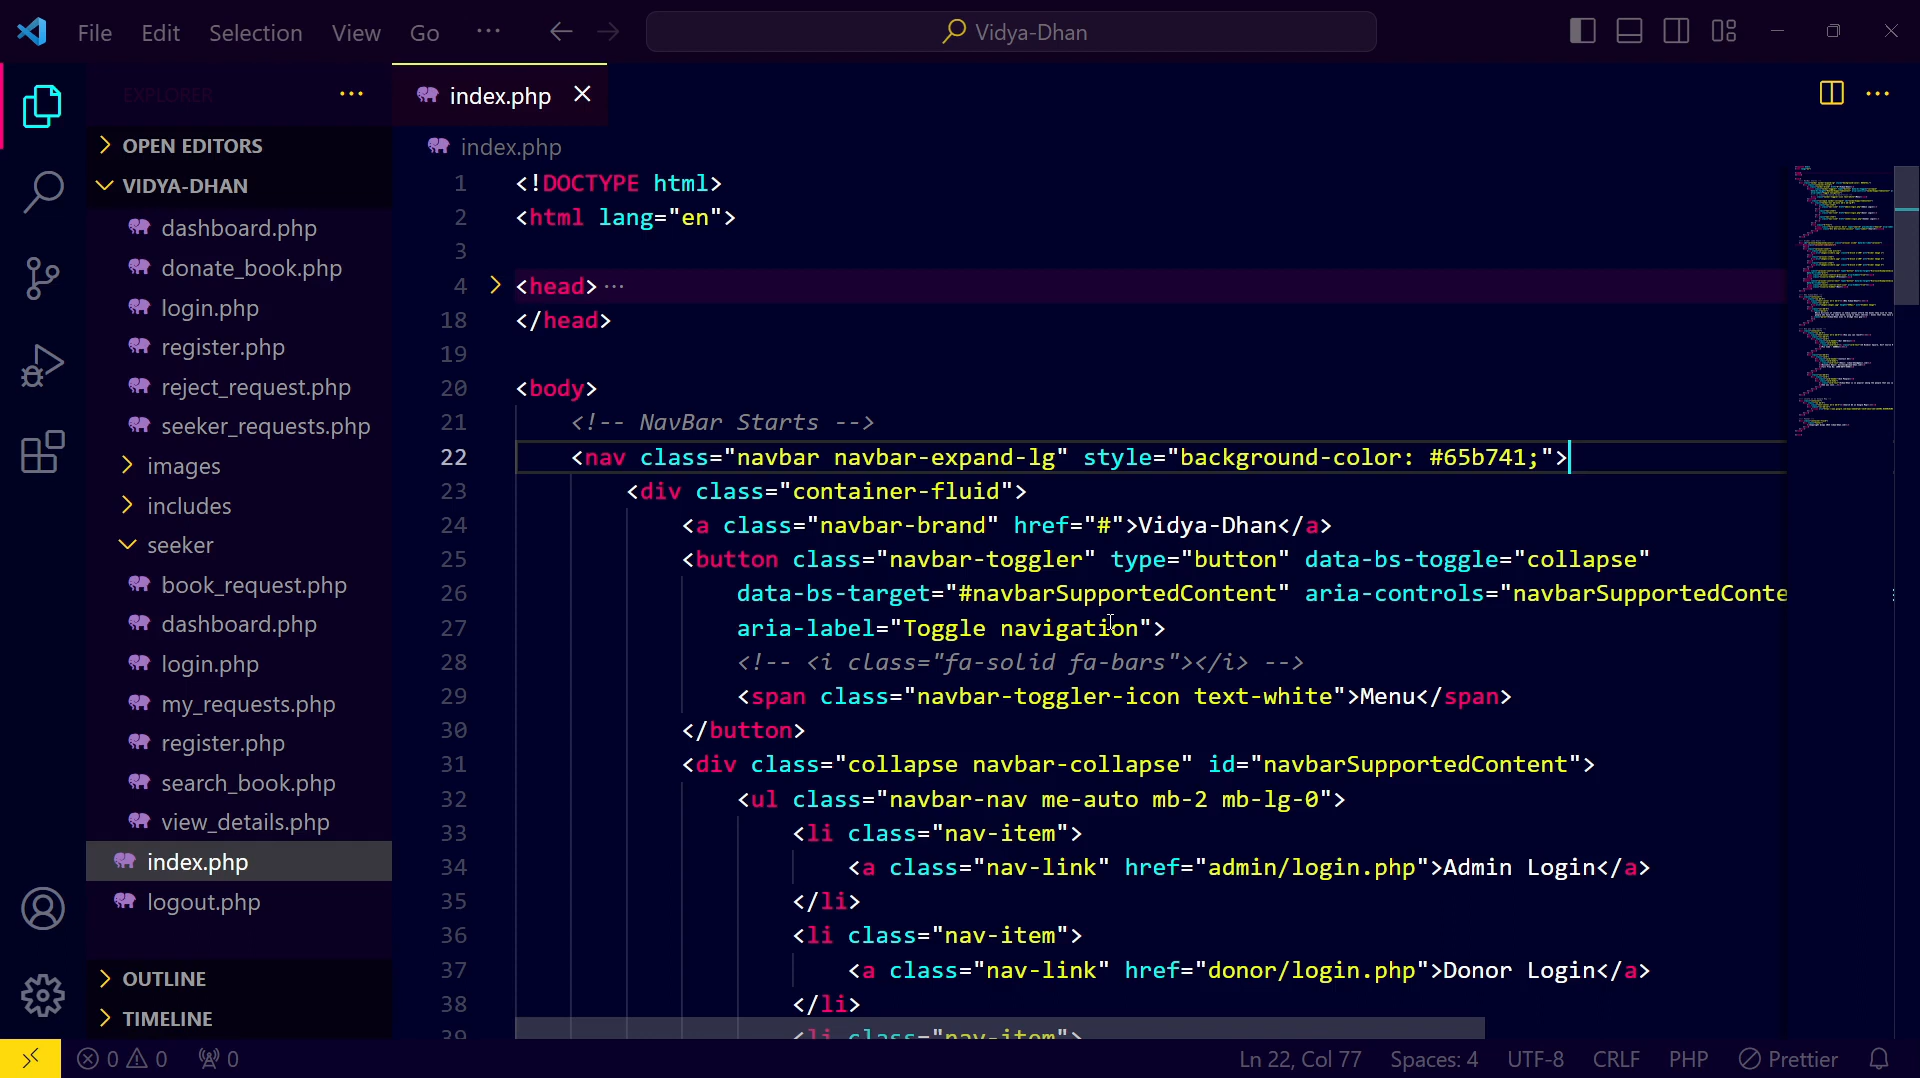 File Edit Selection View Go ··· Vidya-Dhan
EXPLORER ···
OPEN EDITORS
VIDYA-DHAN
dashboard.php
donate_book.php
login.php
register.php
reject_request.php
seeker_requests.php
images
includes
seeker
book_request.php
dashboard.php
login.php
my_requests.php
register.php
search_book.php
view_details.php
index.php
logout.php
OUTLINE
TIMELINE
index.php
index.php
1 <!DOCTYPE html>
2 <html lang="en">
3
4 <head>···
18 </head>
19
20 <body>
21 <!-- NavBar Starts -->
22 <nav class="navbar navbar-expand-lg" style="background-color: #65b741;">
23 <div class="container-fluid">
24 <a class="navbar-brand" href="#">Vidya-Dhan</a>
25 <button class="navbar-toggler" type="button" data-bs-toggle="collapse"
26 data-bs-target="#navbarSupportedContent" aria-controls="navbarSupportedConte
27 aria-label="Toggle navigation">
28 <!-- <i class="fa-solid fa-bars"></i> -->
29 <span class="navbar-toggler-icon text-white">Menu</span>
30 </button>
31 <div class="collapse navbar-collapse" id="navbarSupportedContent">
32 <ul class="navbar-nav me-auto mb-2 mb-lg-0">
33 <li class="nav-item">
34 <a class="nav-link" href="admin/login.php">Admin Login</a>
35 </li>
36 <li class="nav-item">
37 <a class="nav-link" href="donor/login.php">Donor Login</a>
38 </li>
39 <li class="nav-item">
0 0 0 Ln 22, Col 77 Spaces: 4 UTF-8 CRLF PHP Prettier